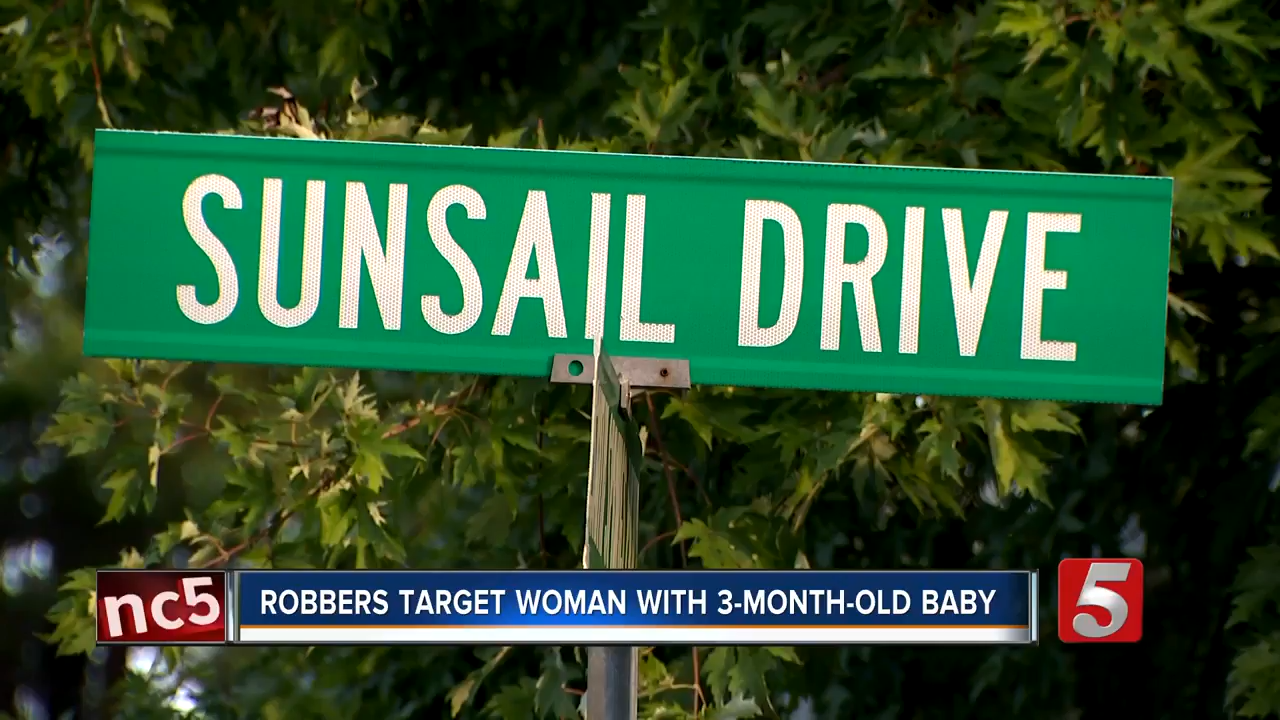 SUNSAIL DRIVE
nc5 ROBBERS TARGET WOMAN WITH 3-MONTH-OLD BABY 5